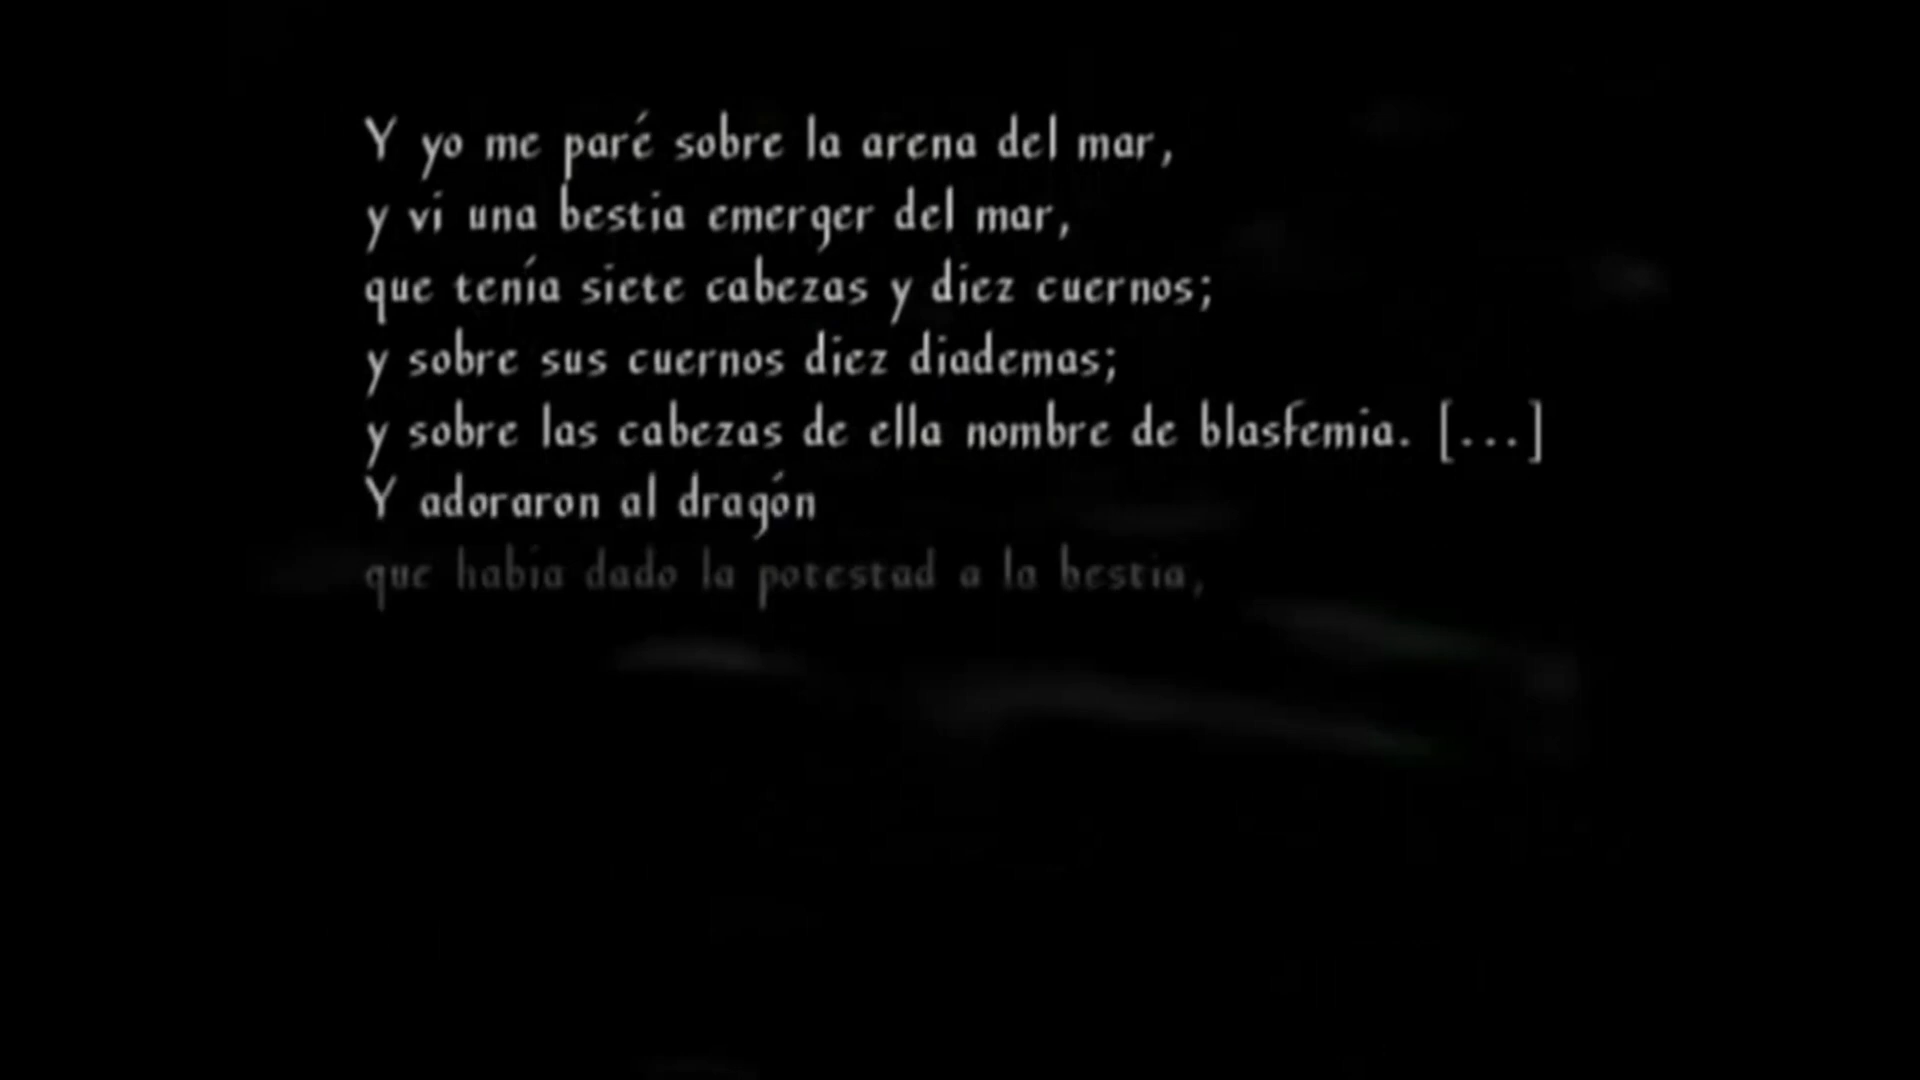 Y yo me paré sobre la arena del mar,
y vi una bestia emerger del mar,
que tenía siete cabezas y diez cuernos;
y sobre sus cuernos diez diademas;
y sobre las cabezas de ella nombre de blasfemia. [...]
Y adoraron al dragón
que había dado la potestad a la bestia,